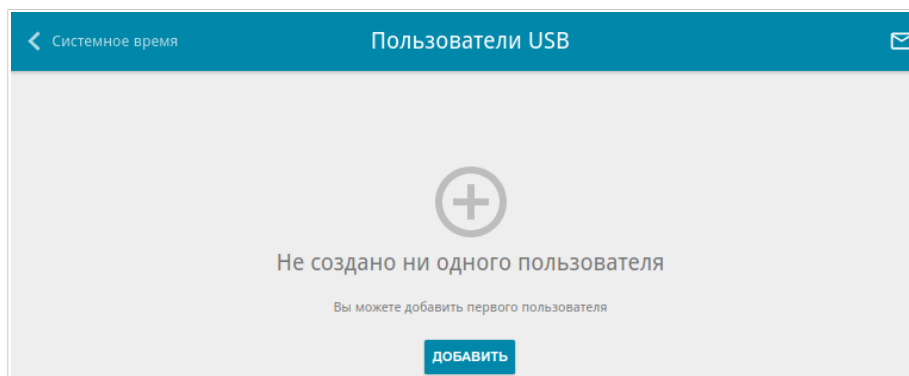 Системное время
Пользователи USB
Не создано ни одного пользователя
Вы можете добавить первого пользователя
ДОБАВИТЬ